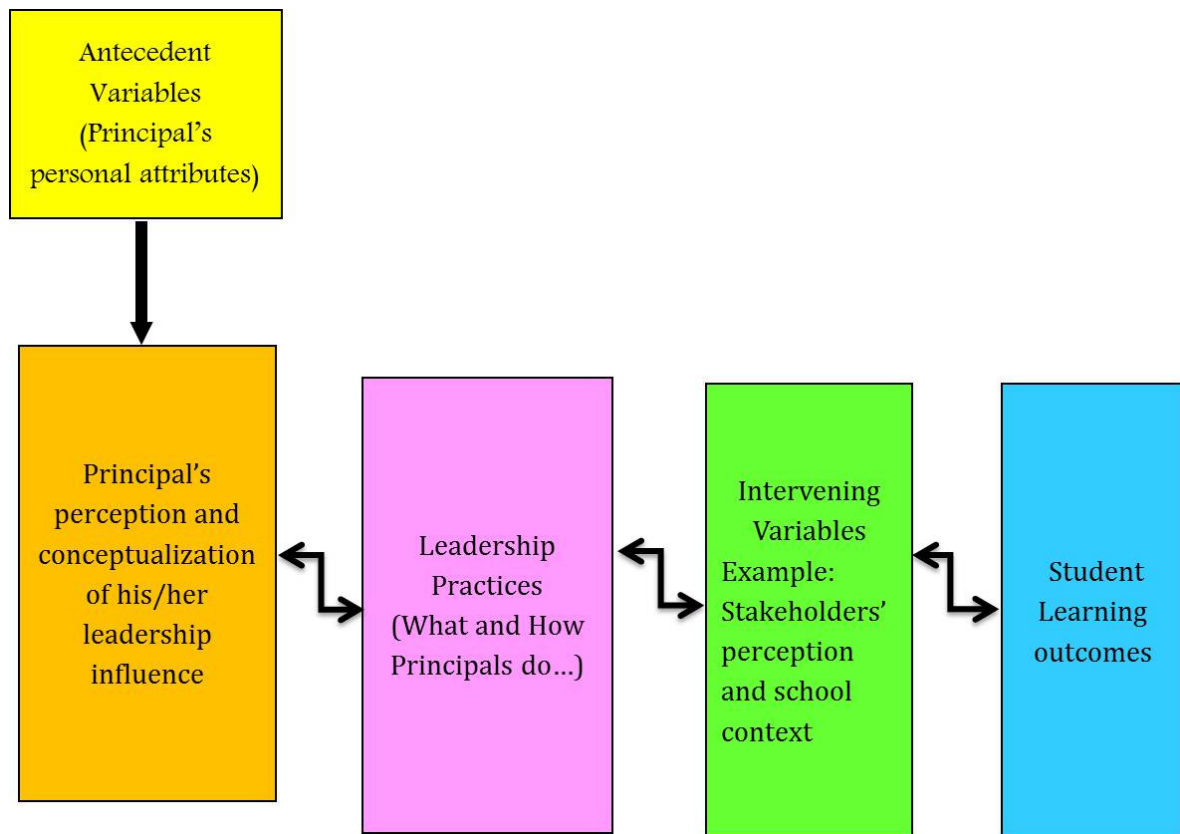 Antecedent
Variables
(Principal’s
personal attributes)
Principal’s
perception and
conceptualization
of his/her
leadership
influence
Leadership
Practices
(What and How
Principals do…)
Intervening
Variables
Example:
Stakeholders’
perception
and school
context
Student
Learning
outcomes